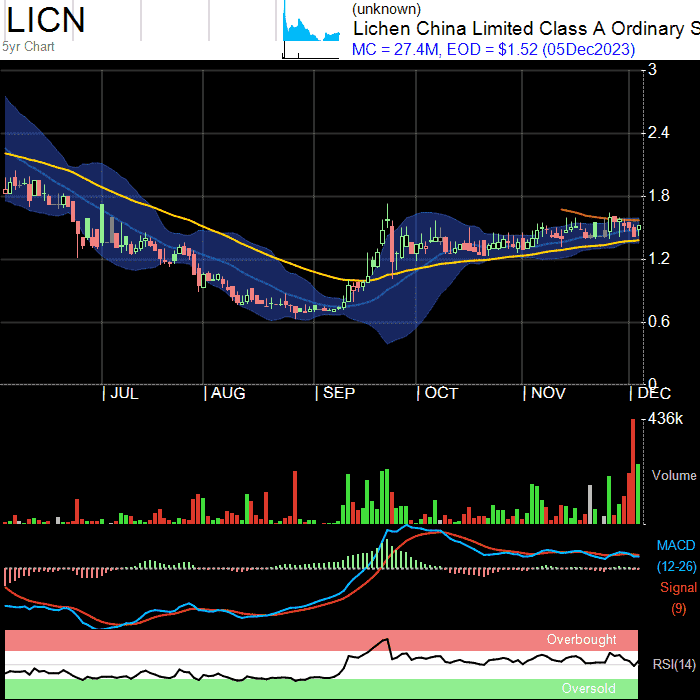 LICN
5yr Chart
(unknown)
Lichen China Limited Class A Ordinary S
MC = 27.4M, EOD = $1.52 (05Dec2023)
3
2.4
1.8
1.2
0.6
0
| JUL | AUG | SEP | OCT | NOV | DEC
436k
Volume
MACD
(12-26)
Signal
(9)
Overbought
RSI(14)
Oversold